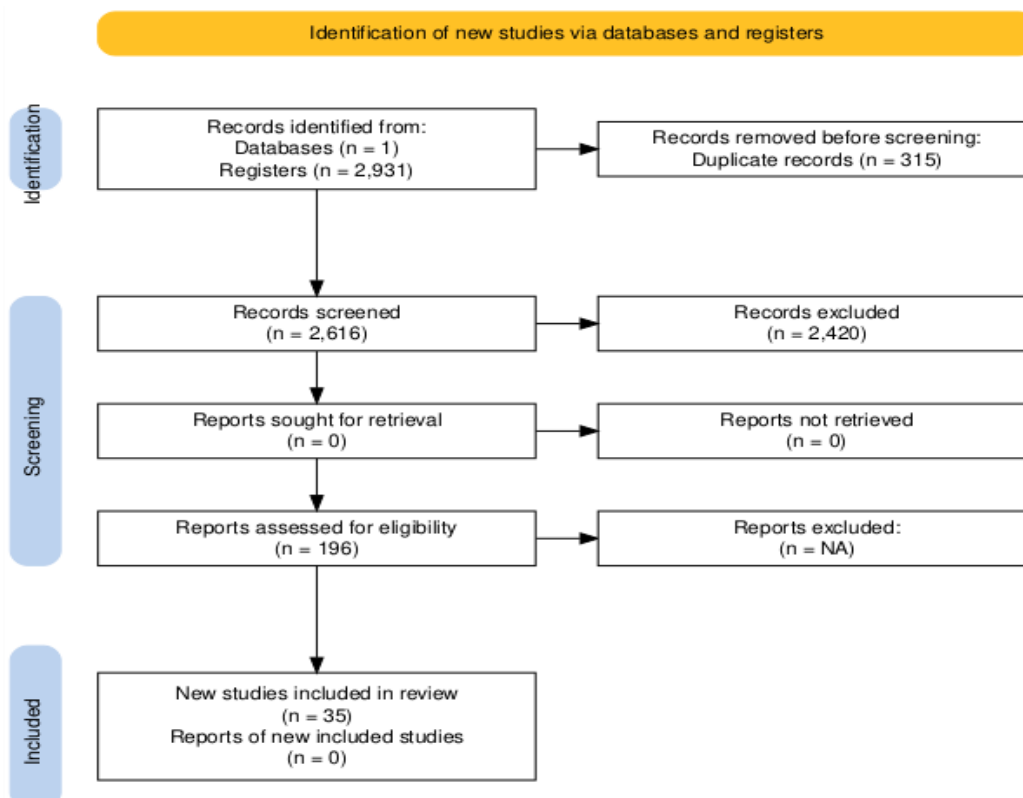 Identification of new studies via databases and registers
Identification
Records identified from:
Databases (n = 1)
Registers (n = 2,931)
Records removed before screening:
Duplicate records (n = 315)
Screening
Records screened
(n = 2,616)
Records excluded
(n = 2,420)
Reports sought for retrieval
(n = 0)
Reports not retrieved
(n = 0)
Reports assessed for eligibility
(n = 196)
Reports excluded:
(n = NA)
Included
New studies included in review
(n = 35)
Reports of new included studies
(n = 0)